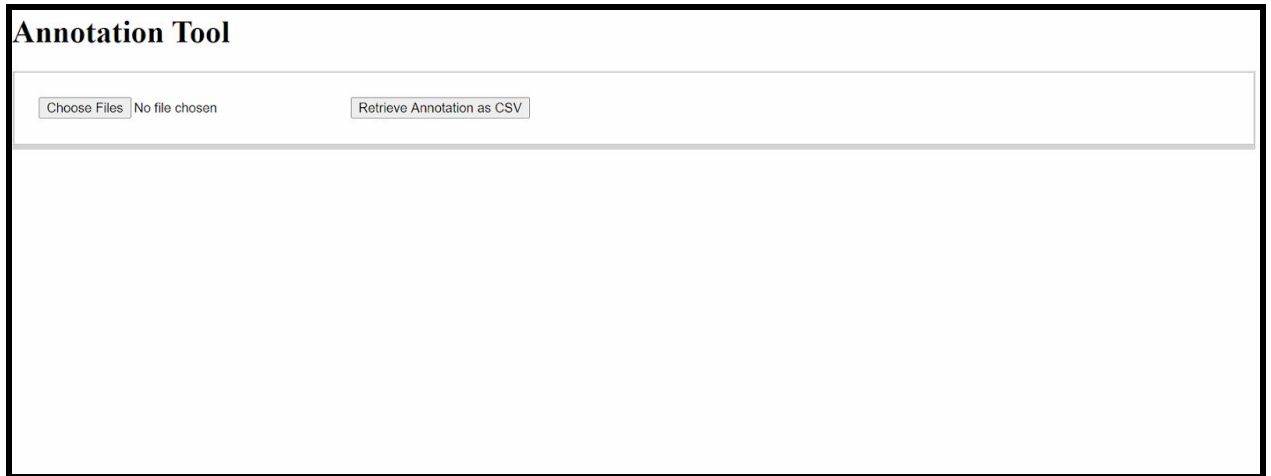 Annotation Tool
Choose Files No file chosen Retrieve Annotation as CSV